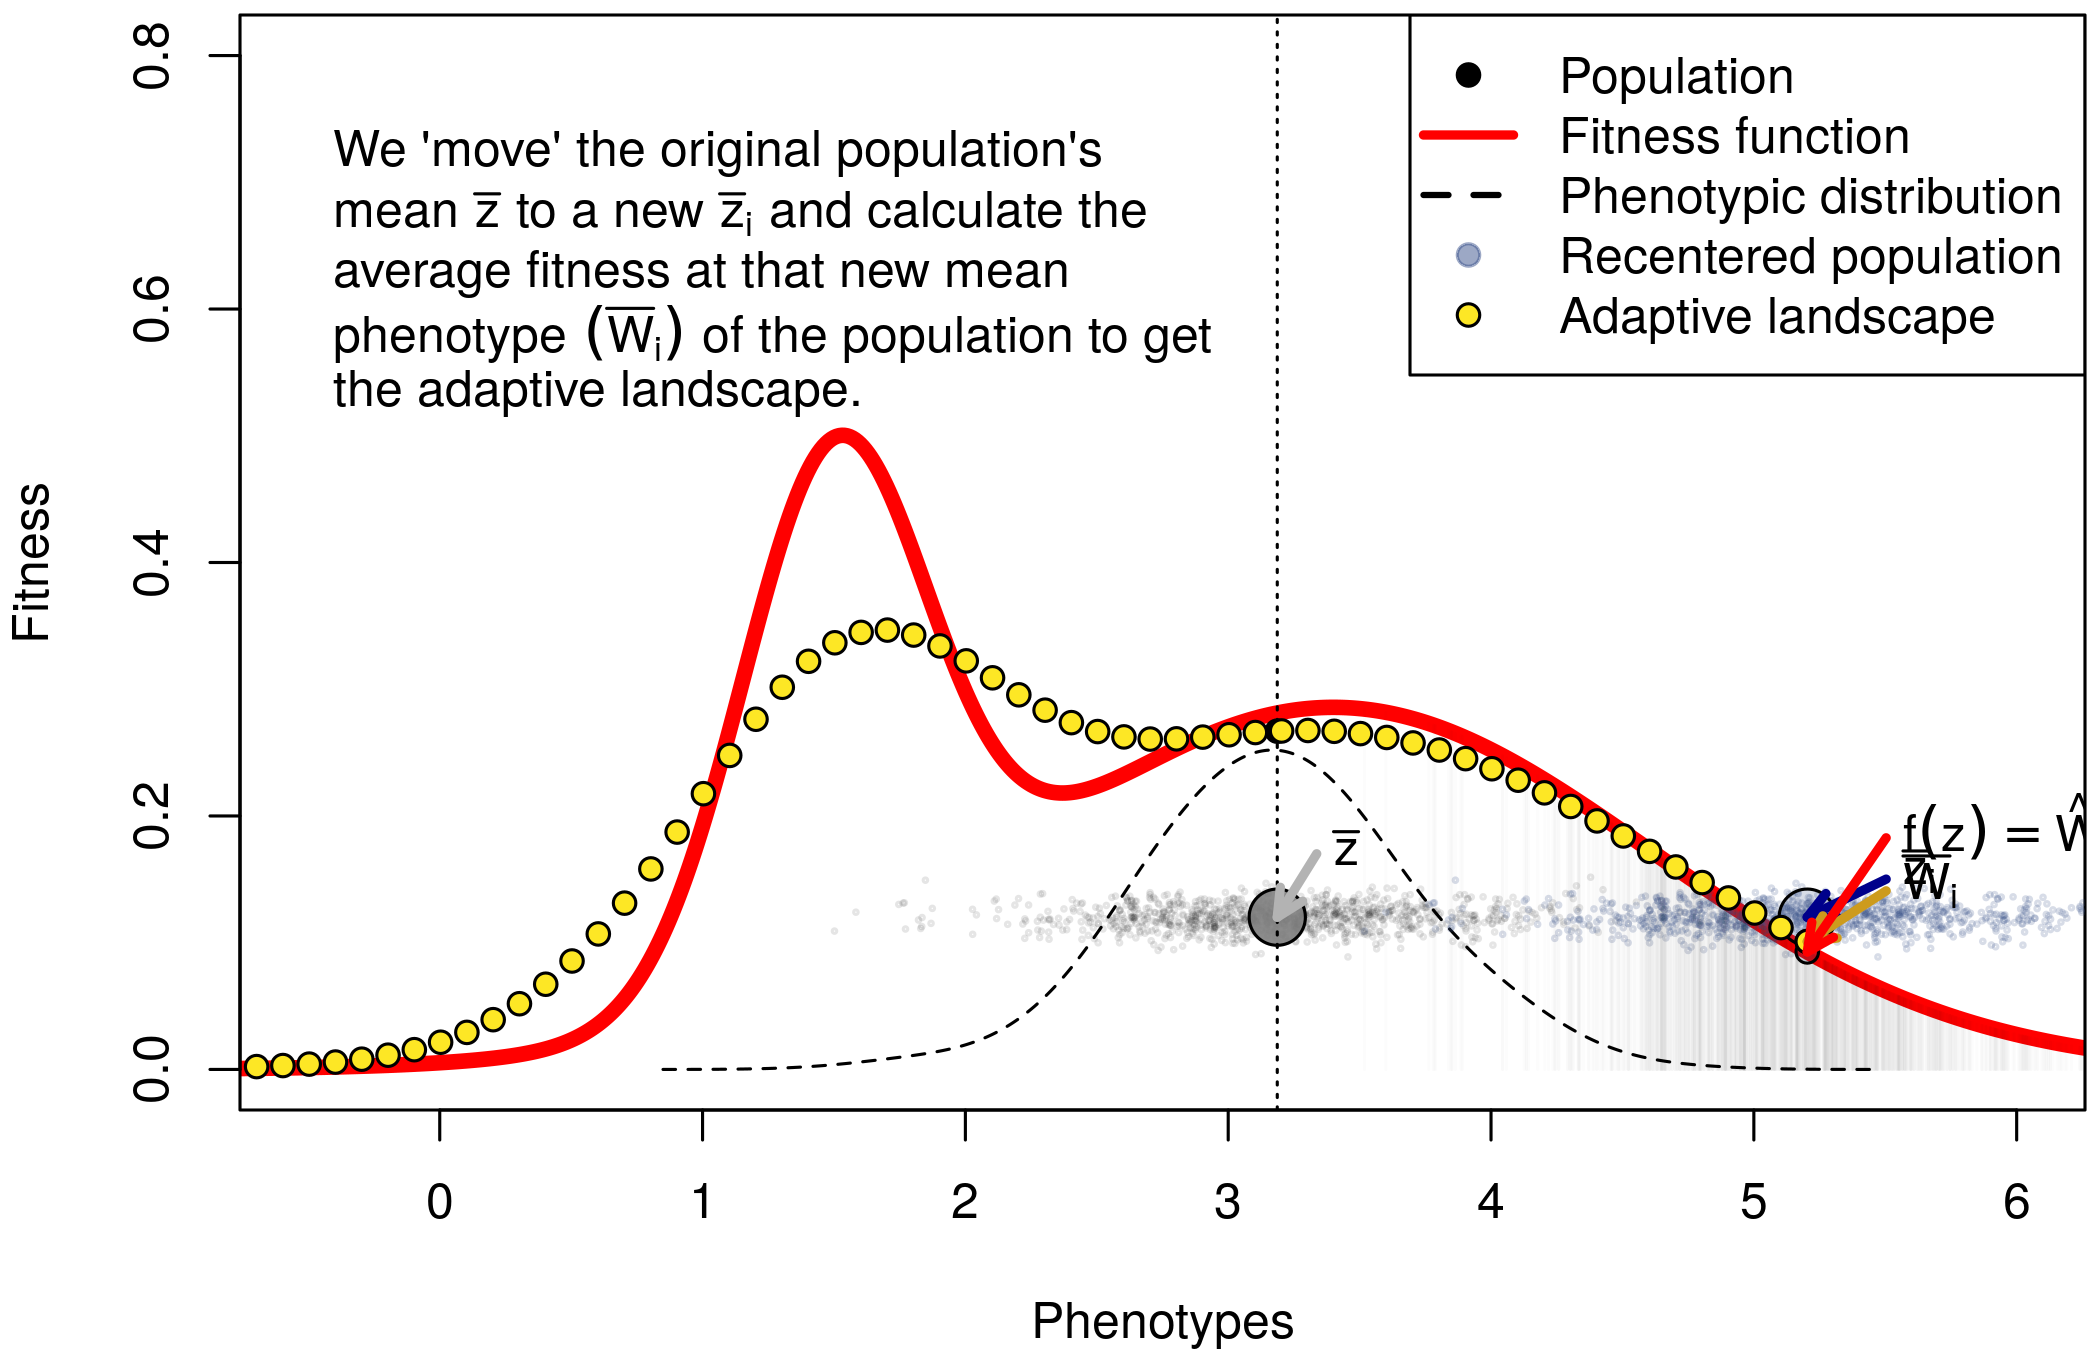 We 'move' the original population's
mean z̅ to a new z̅ᵢ and calculate the
average fitness at that new mean
phenotype (W̅ᵢ) of the population to get
the adaptive landscape.
Population
Fitness function
Phenotypic distribution
Recentered population
Adaptive landscape
Fitness
0.8
0.6
0.4
0.2
0.0
z̅
f(z) = Ŵ
z̅ᵢ
W̅ᵢ
0 1 2 3 4 5 6
Phenotypes